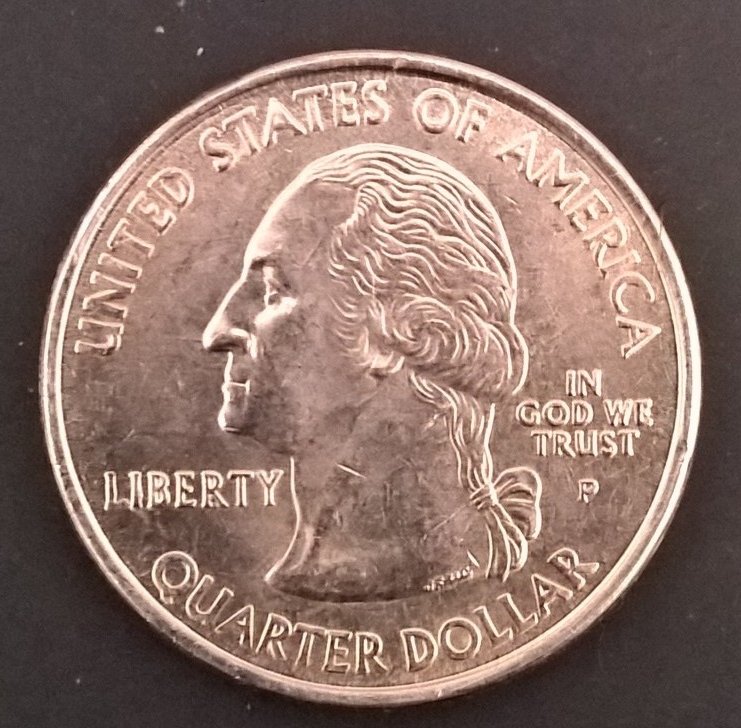 UNITED STATES OF AMERICA
LIBERTY
IN
GOD WE
TRUST
P
QUARTER DOLLAR